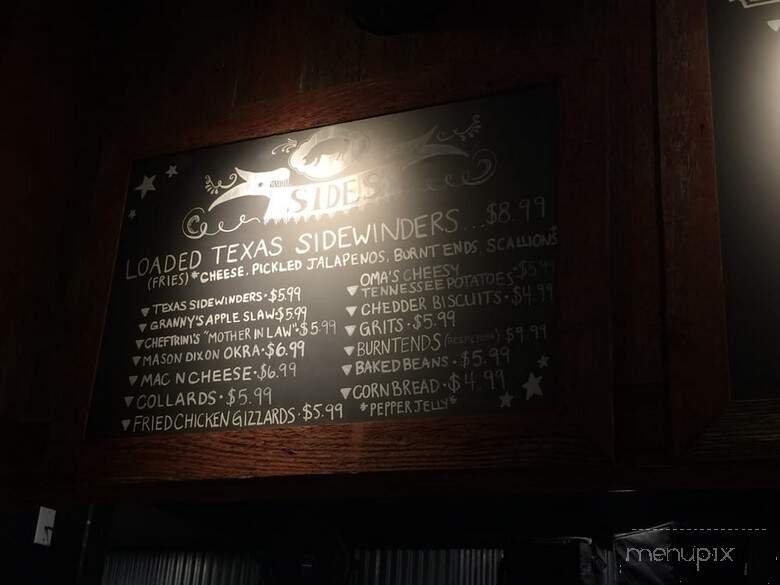 SIDES
LOADED TEXAS SIDEWINDERS...$8.99
(FRIES)*CHEESE, PICKLED JALAPENOS, BURNT ENDS, SCALLIONS
TEXAS SIDEWINDERS·$5.99
GRANNY'S APPLE SLAW·$5.99
CHEFTRINI'S "MOTHER IN LAW"·$5.99
MASON DIXON OKRA·$6.99
MAC N CHEESE·$6.99
COLLARDS·$5.99
FRIED CHICKEN GIZZARDS·$5.99
OMA'S CHEESY
TENNESSEE POTATOES·$5.99
CHEDDER BISCUITS·$4.99
GRITS·$5.99
BURNT ENDS $9.99
BAKED BEANS·$5.99
CORN BREAD·$4.99
*PEPPER JELLY*
menupix